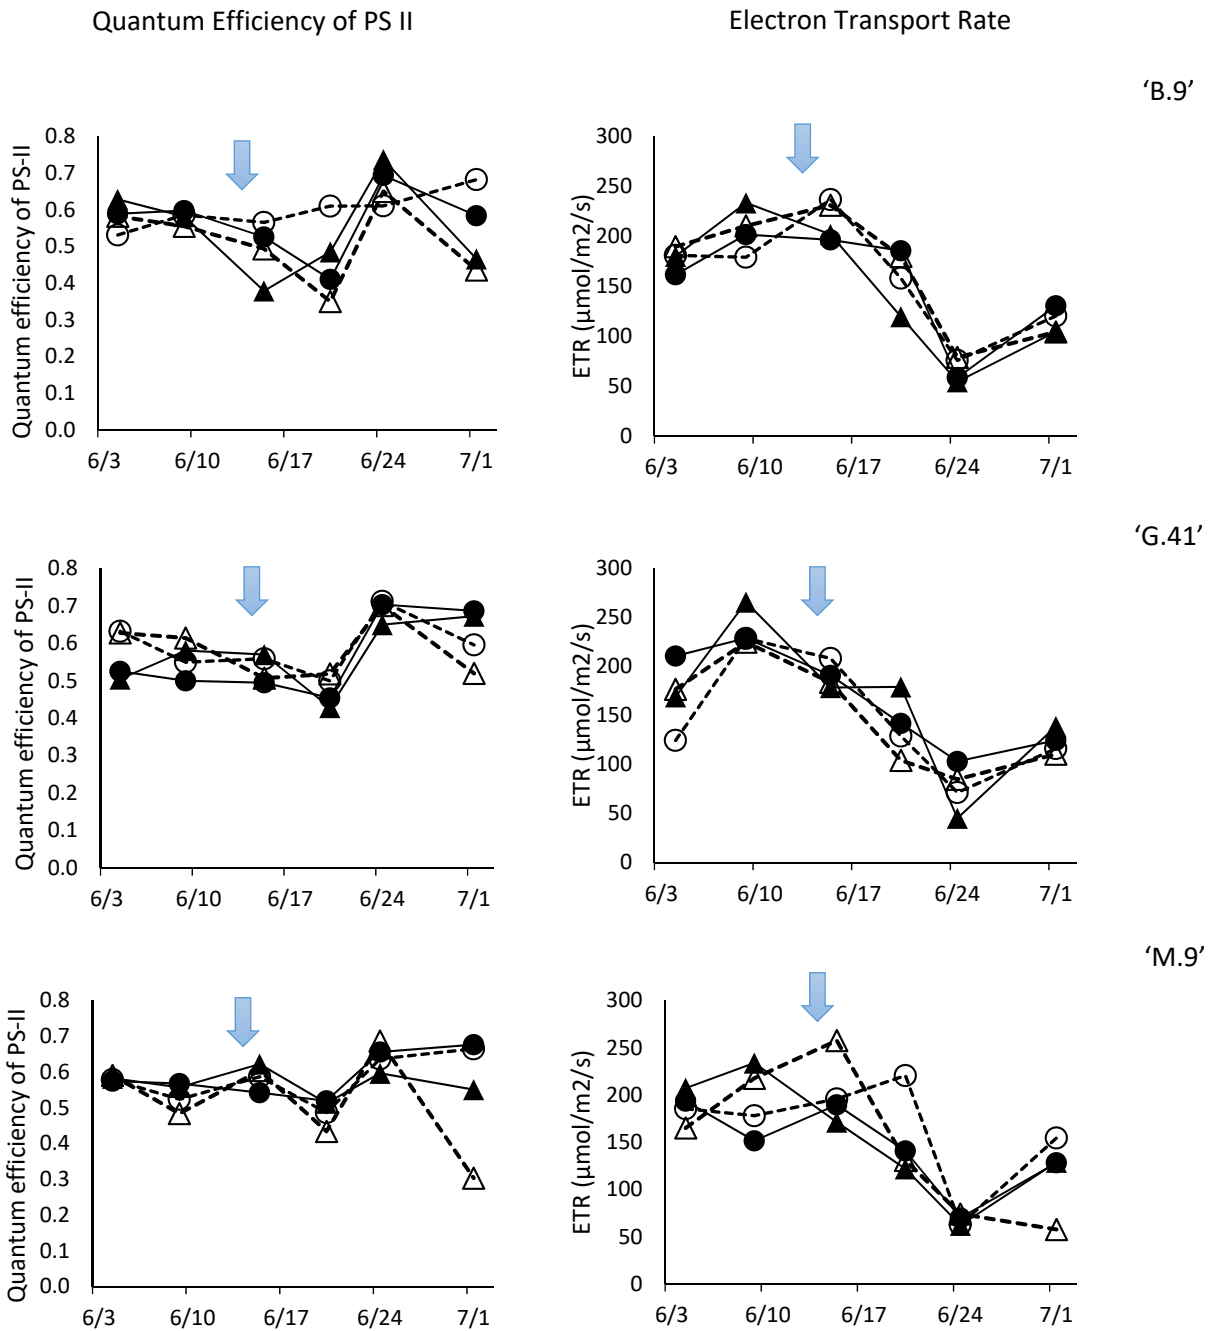 Quantum Efficiency of PS II
Electron Transport Rate
‘B.9’
Quantum efficiency of PS-II
0.8
0.7
0.6
0.5
0.4
0.3
0.2
0.1
0.0
6/3 6/10 6/17 6/24 7/1
ETR (µmol/m2/s)
300
250
200
150
100
50
0
6/3 6/10 6/17 6/24 7/1
‘G.41’
Quantum efficiency of PS-II
0.8
0.7
0.6
0.5
0.4
0.3
0.2
0.1
0.0
6/3 6/10 6/17 6/24 7/1
ETR (µmol/m2/s)
300
250
200
150
100
50
0
6/3 6/10 6/17 6/24 7/1
‘M.9’
Quantum efficiency of PS-II
0.8
0.7
0.6
0.5
0.4
0.3
0.2
0.1
0.0
6/3 6/10 6/17 6/24 7/1
ETR (µmol/m2/s)
300
250
200
150
100
50
0
6/3 6/10 6/17 6/24 7/1